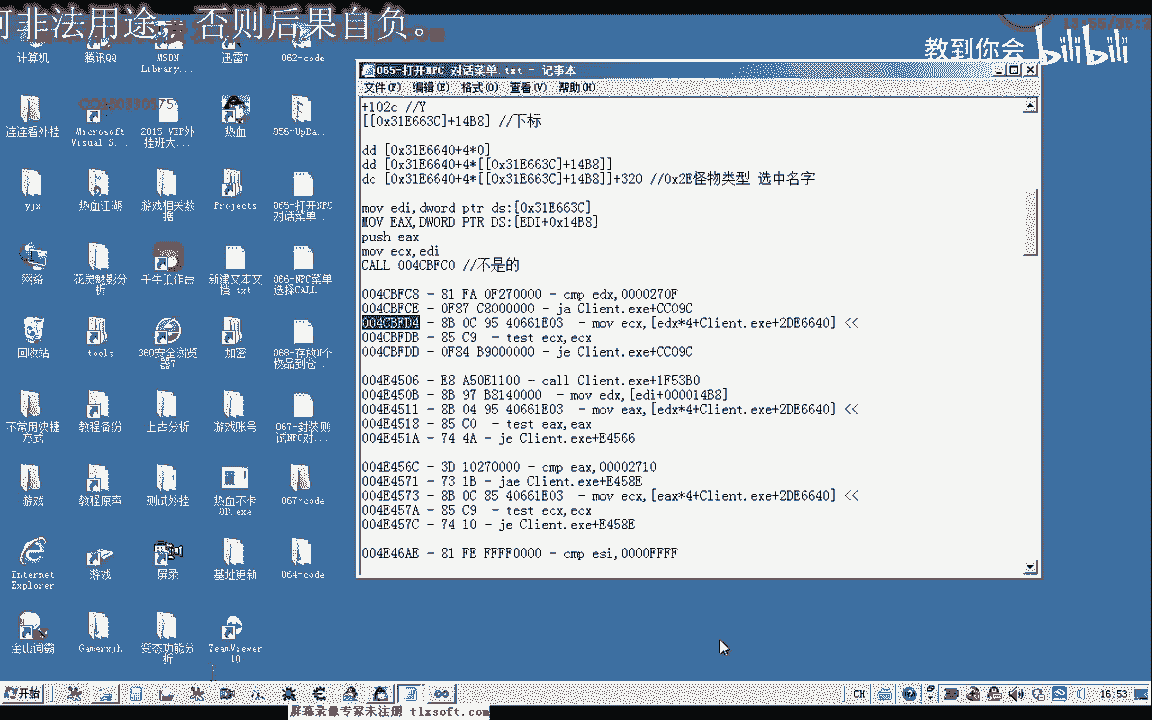 何非法用途，否则后果自负。
教到你会 bilibili
计算机
腾讯QQ
MSDN
Library...
迅雷7
062-code
连连看外挂
Microsoft
Visual S...
2015 VIP外
挂班大...
热血
056-UpDa..
yjx
热血江湖
游戏相关数
据
Projects
065-打开NPC
对话菜单..
网络
花灵魅影分
析
千牛工作台
新建文本文
档.txt
066-NPC菜单
选择CALL
回收站
tools
360安全浏览
器7
加密
068-存放N个
物品到仓..
不常用快捷
方式
教程备份
上古分析
游戏账号
067-封装测
试NPC对...
游戏
教程原声
测试外挂
热血不卡
067-code
Internet
Explorer
游戏
屏录
基址更新
064-code
金山词霸
变态功能分
析
TeamViewer
10
065-打开NPC 对话菜单.txt - 记事本
文件(F) 编辑(E) 格式(O) 查看(V) 帮助(H)
+102c //Y
[[0x31E663C]+14B8] //下标
dd [0x31E6640+4*0]
dd [0x31E6640+4*[[0x31E663C]+14B8]]
dc [0x31E6640+4*[[0x31E663C]+14B8]]+320 //0x2E怪物类型 选中名字
mov edi,dword ptr ds:[0x31E663C]
MOV EAX,DWORD PTR DS:[EDI+0x14B8]
push eax
mov ecx,edi
CALL 004CBFC0 //不是的
004CBFC8 - 81 FA 0F270000 - cmp edx,0000270F
004CBFCE - 0F87 C8000000 - ja Client.exe+CC09C
004CBFD4 - 8B 0C 95 40661E03  - mov ecx,[edx*4+Client.exe+2DE6640] <<
004CBFDB - 85 C9  - test ecx,ecx
004CBFDD - 0F84 B9000000 - je Client.exe+CC09C
004E4506 - E8 A50E1100 - call Client.exe+1F53B0
004E450B - 8B 97 B8140000  - mov edx,[edi+000014B8]
004E4511 - 8B 04 95 40661E03  - mov eax,[edx*4+Client.exe+2DE6640] <<
004E4518 - 85 C0  - test eax,eax
004E451A - 74 4A - je Client.exe+E4566
004E456C - 3D 10270000 - cmp eax,00002710
004E4571 - 73 1B - jae Client.exe+E458E
004E4573 - 8B 0C 85 40661E03  - mov ecx,[eax*4+Client.exe+2DE6640] <<
004E457A - 85 C9  - test ecx,ecx
004E457C - 74 10 - je Client.exe+E458E
004E46AE - 81 FE FFFF0000 - cmp esi,0000FFFF
开始
CH
16:53
屏幕录像专家未注册 tlxsoft.com